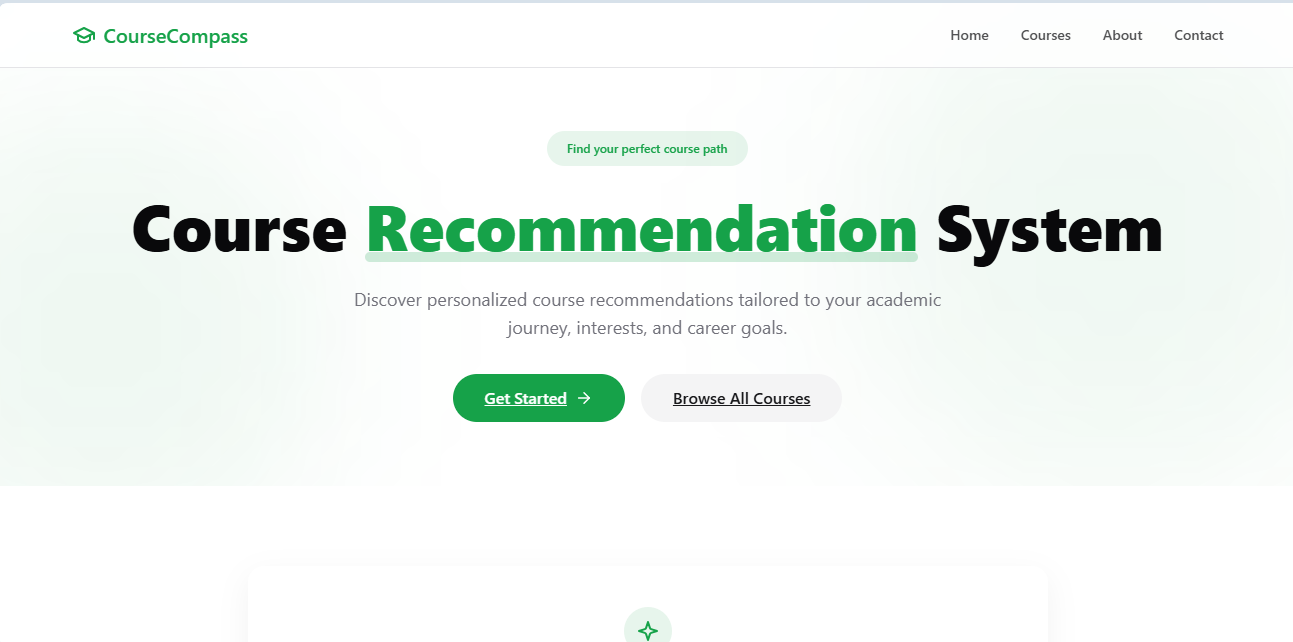 CourseCompass
Home
Courses
About
Contact
Find your perfect course path
Course Recommendation System
Discover personalized course recommendations tailored to your academic
journey, interests, and career goals.
Get Started →
Browse All Courses